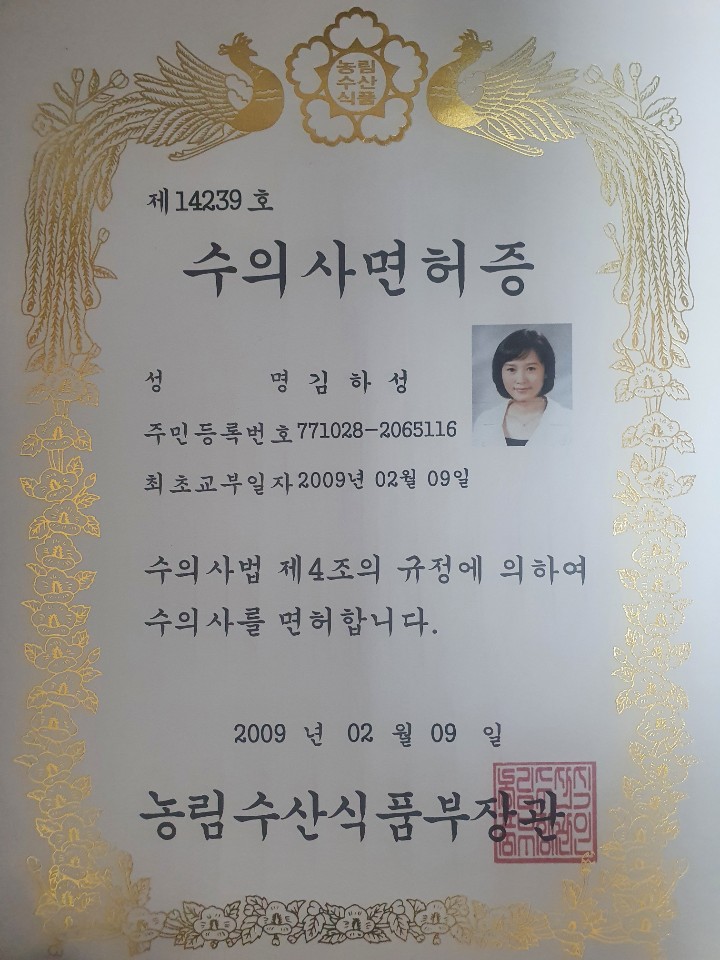 농림
수산
식품
제14239호
수의사면허증
성 명 김하성
주민등록번호 771028-2065116
최초교부일자 2009년 02월 09일
수의사법 제4조의 규정에 의하여
수의사를 면허합니다.
2009 년 02 월 09 일
농림수산식품부장관